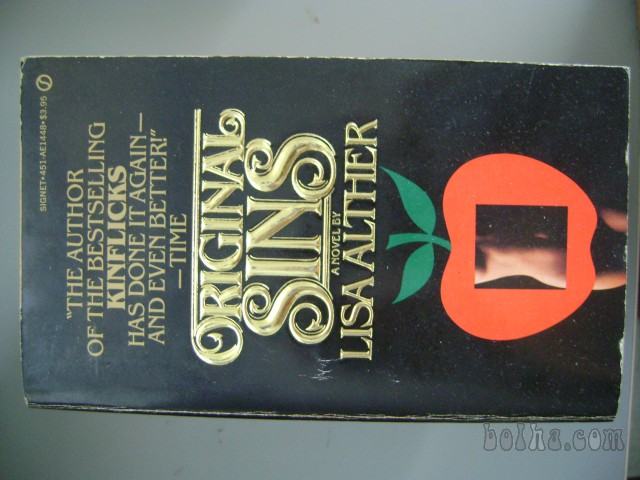 SIGNET•451-AE1448•$3.95
"THE AUTHOR
OF THE BESTSELLING
KINFLICKS
HAS DONE IT AGAIN—
AND EVEN BETTER!"
—TIME
ORIGINAL
SINS
A NOVEL BY
LISA ALTHER
bolha.com